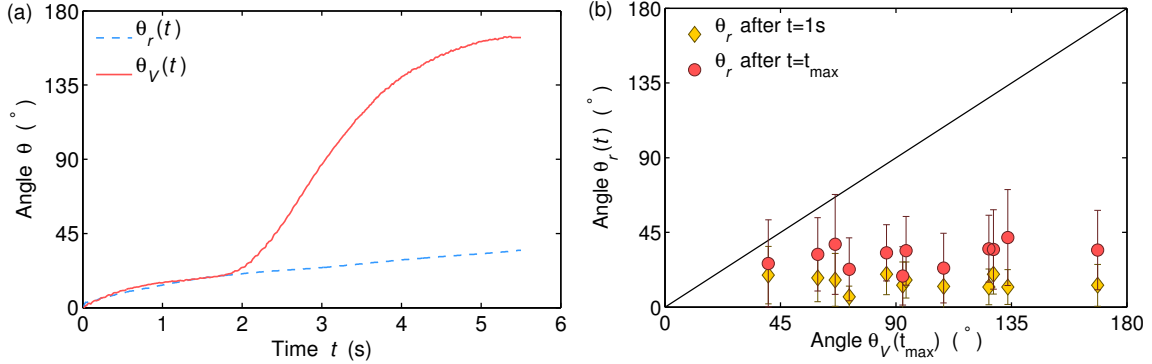 (a)
180
135
90
45
0
Angle θ (°)
θr(t)
θV(t)
0 1 2 3 4 5 6
Time t (s)
(b)
180
135
90
45
0
Angle θr(t) (°)
θr after t=1s
θr after t=tmax
0 45 90 135 180
Angle θV(tmax) (°)